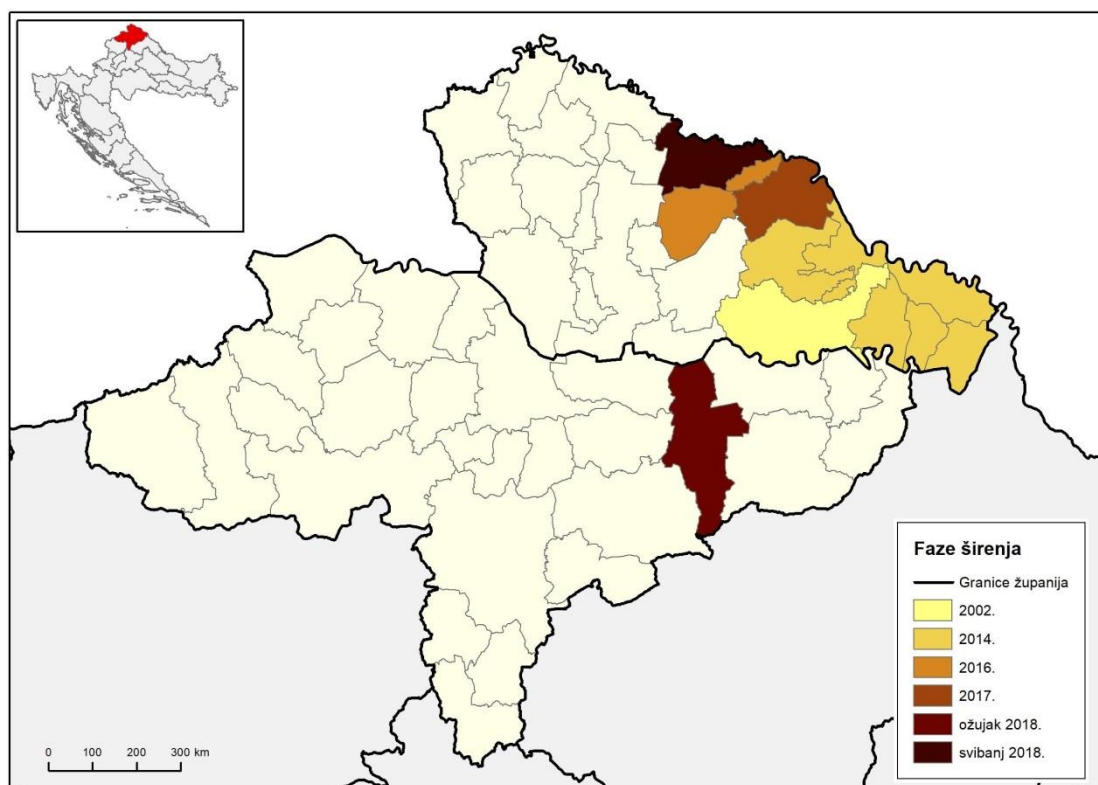 Faze širenja
Granice županija
2002.
2014.
2016.
2017.
ožujak 2018.
svibanj 2018.
0 100 200 300 km